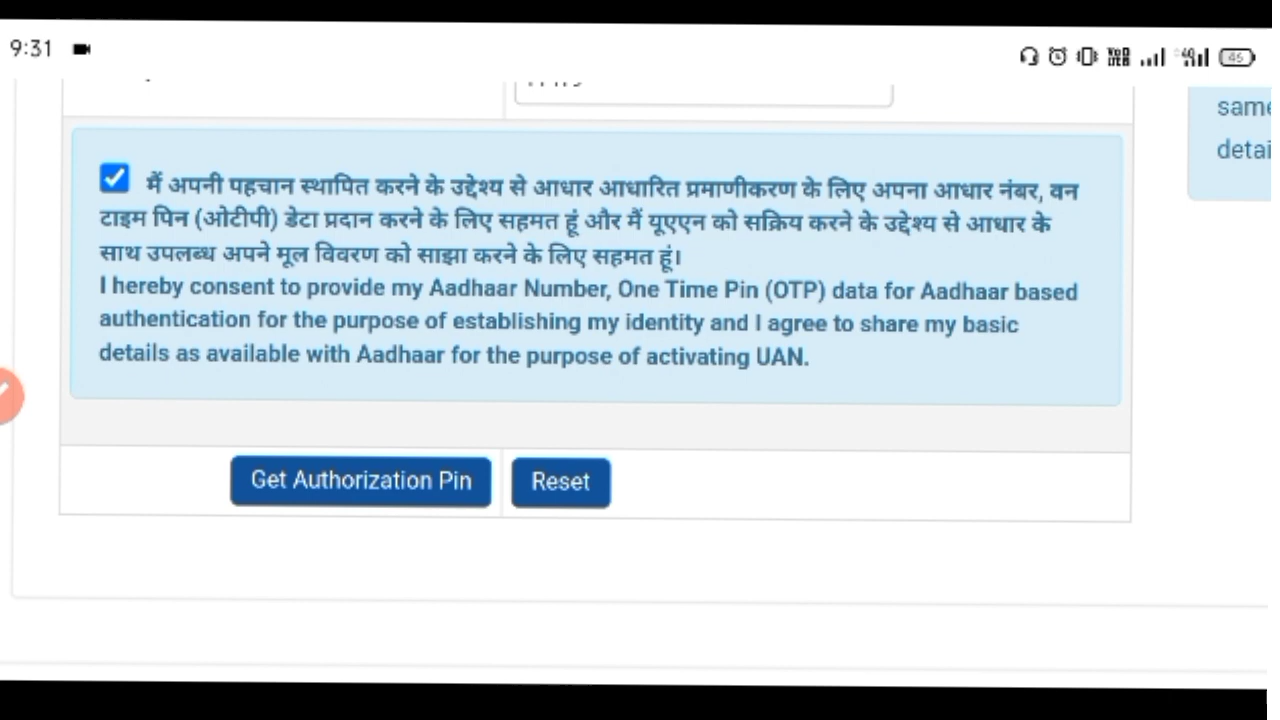 9:31
46
same
detai
मैं अपनी पहचान स्थापित करने के उद्देश्य से आधार आधारित प्रमाणीकरण के लिए अपना आधार नंबर, वन
टाइम पिन (ओटीपी) डेटा प्रदान करने के लिए सहमत हूं और मैं यूएएन को सक्रिय करने के उद्देश्य से आधार के
साथ उपलब्ध अपने मूल विवरण को साझा करने के लिए सहमत हूं।
I hereby consent to provide my Aadhaar Number, One Time Pin (OTP) data for Aadhaar based
authentication for the purpose of establishing my identity and I agree to share my basic
details as available with Aadhaar for the purpose of activating UAN.
Get Authorization Pin
Reset